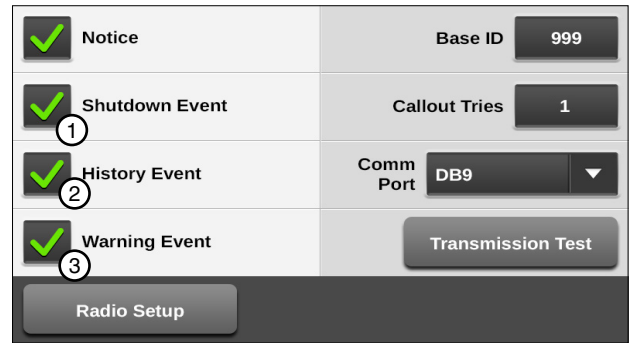 Notice
Base ID
999
Shutdown Event
1
Callout Tries
1
History Event
2
Comm
Port
DB9
Warning Event
3
Transmission Test
Radio Setup